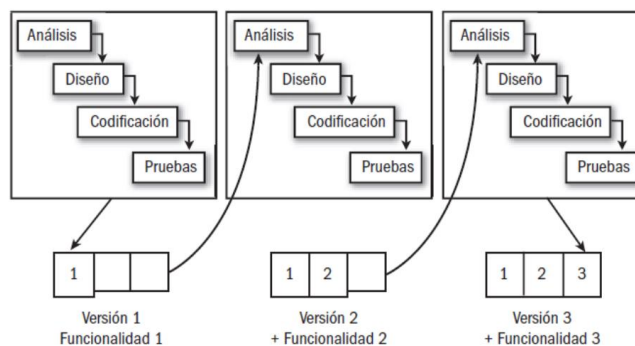 Análisis
Diseño
Codificación
Pruebas
Análisis
Diseño
Codificación
Pruebas
Análisis
Diseño
Codificación
Pruebas
1
1 2
1 2 3
Versión 1
Funcionalidad 1
Versión 2
+ Funcionalidad 2
Versión 3
+ Funcionalidad 3